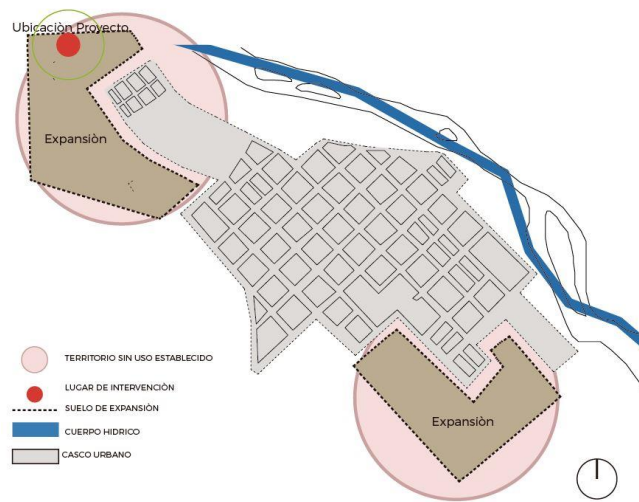 Ubicaciòn Proyecto
Expansiòn
Expansiòn
TERRITORIO SIN USO ESTABLECIDO
LUGAR DE INTERVENCIÒN
SUELO DE EXPANSIÒN
CUERPO HIDRICO
CASCO URBANO